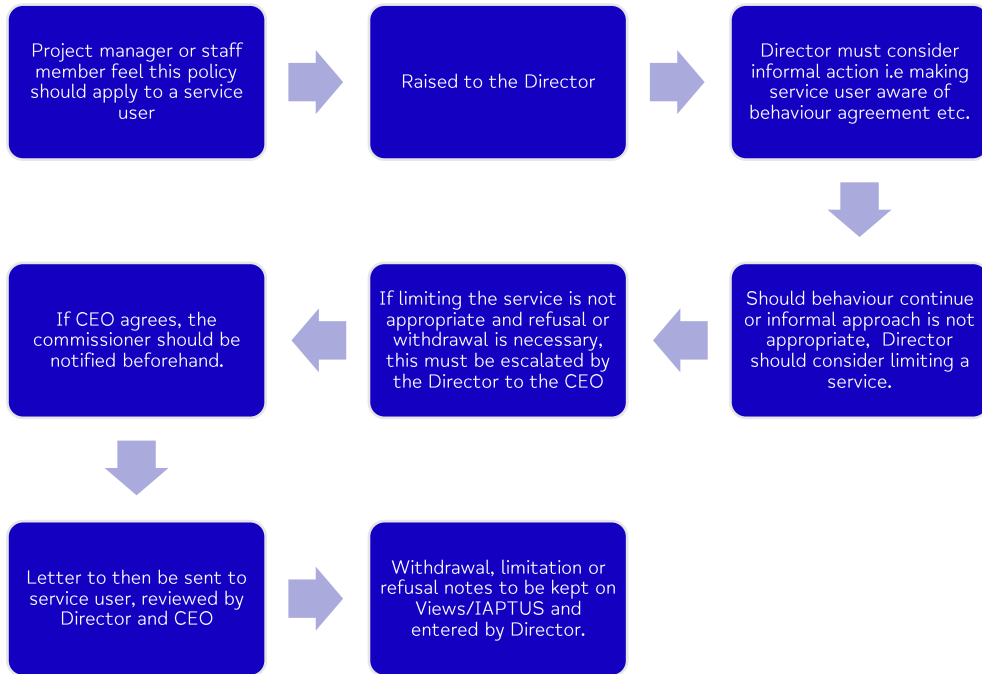 Project manager or staff
member feel this policy
should apply to a service
user
Raised to the Director
Director must consider
informal action i.e making
service user aware of
behaviour agreement etc.
Should behaviour continue
or informal approach is not
appropriate, Director
should consider limiting a
service.
If limiting the service is not
appropriate and refusal or
withdrawal is necessary,
this must be escalated by
the Director to the CEO
If CEO agrees, the
commissioner should be
notified beforehand.
Letter to then be sent to
service user, reviewed by
Director and CEO
Withdrawal, limitation or
refusal notes to be kept on
Views/IAPTUS and
entered by Director.